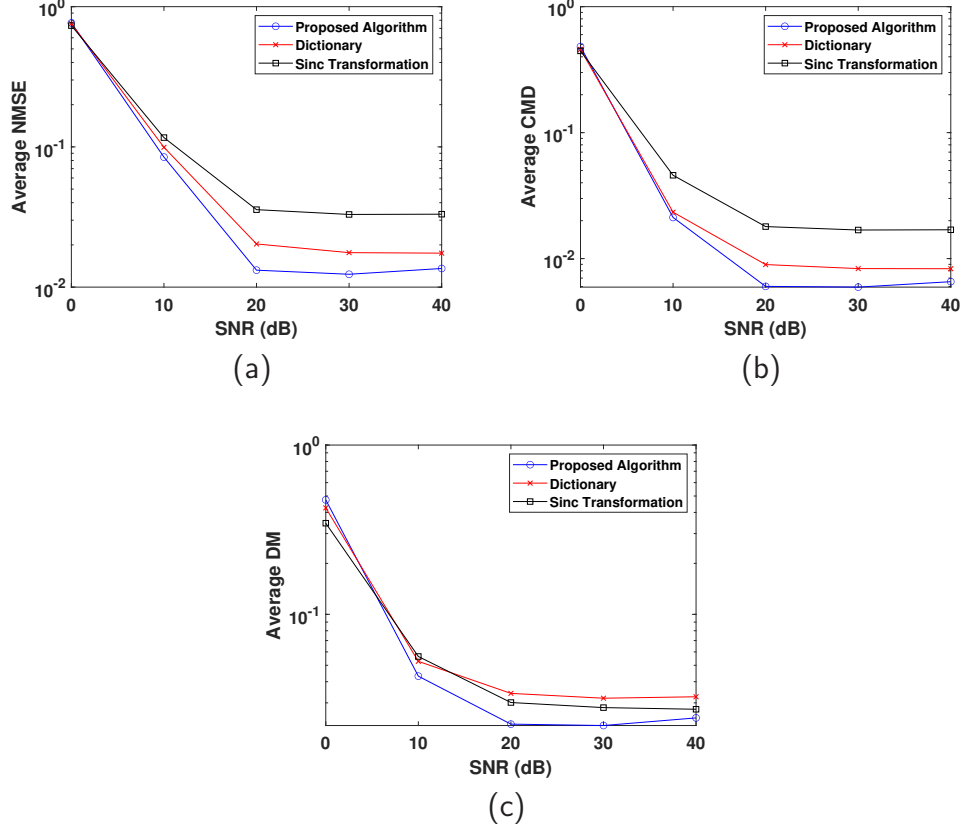 10^0
10^-1
10^-2
Average NMSE
Proposed Algorithm
Dictionary
Sinc Transformation
0 10 20 30 40
SNR (dB)
(a)
10^0
10^-1
10^-2
Average CMD
Proposed Algorithm
Dictionary
Sinc Transformation
0 10 20 30 40
SNR (dB)
(b)
10^0
10^-1
Average DM
Proposed Algorithm
Dictionary
Sinc Transformation
0 10 20 30 40
SNR (dB)
(c)